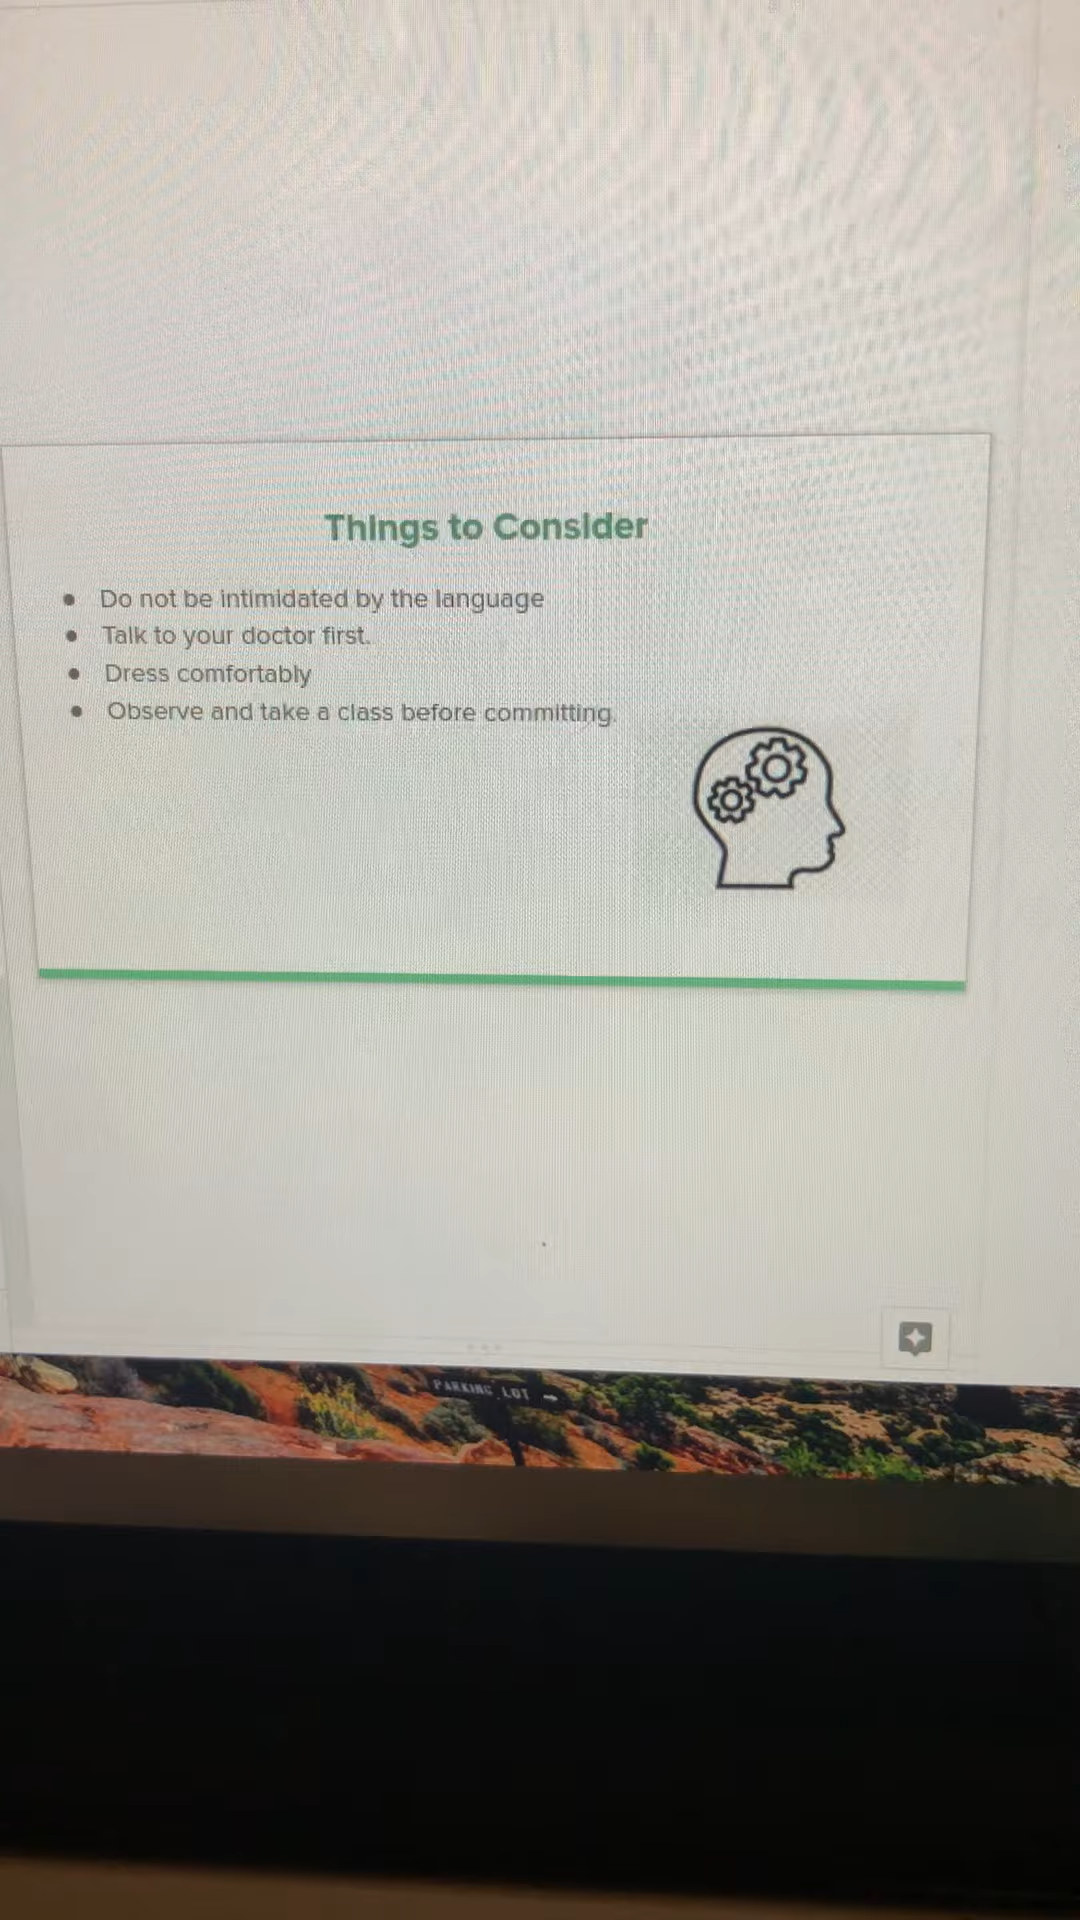 Things to Consider
● Do not be intimidated by the language
● Talk to your doctor first.
● Dress comfortably
● Observe and take a class before committing.
PARKING LOT →